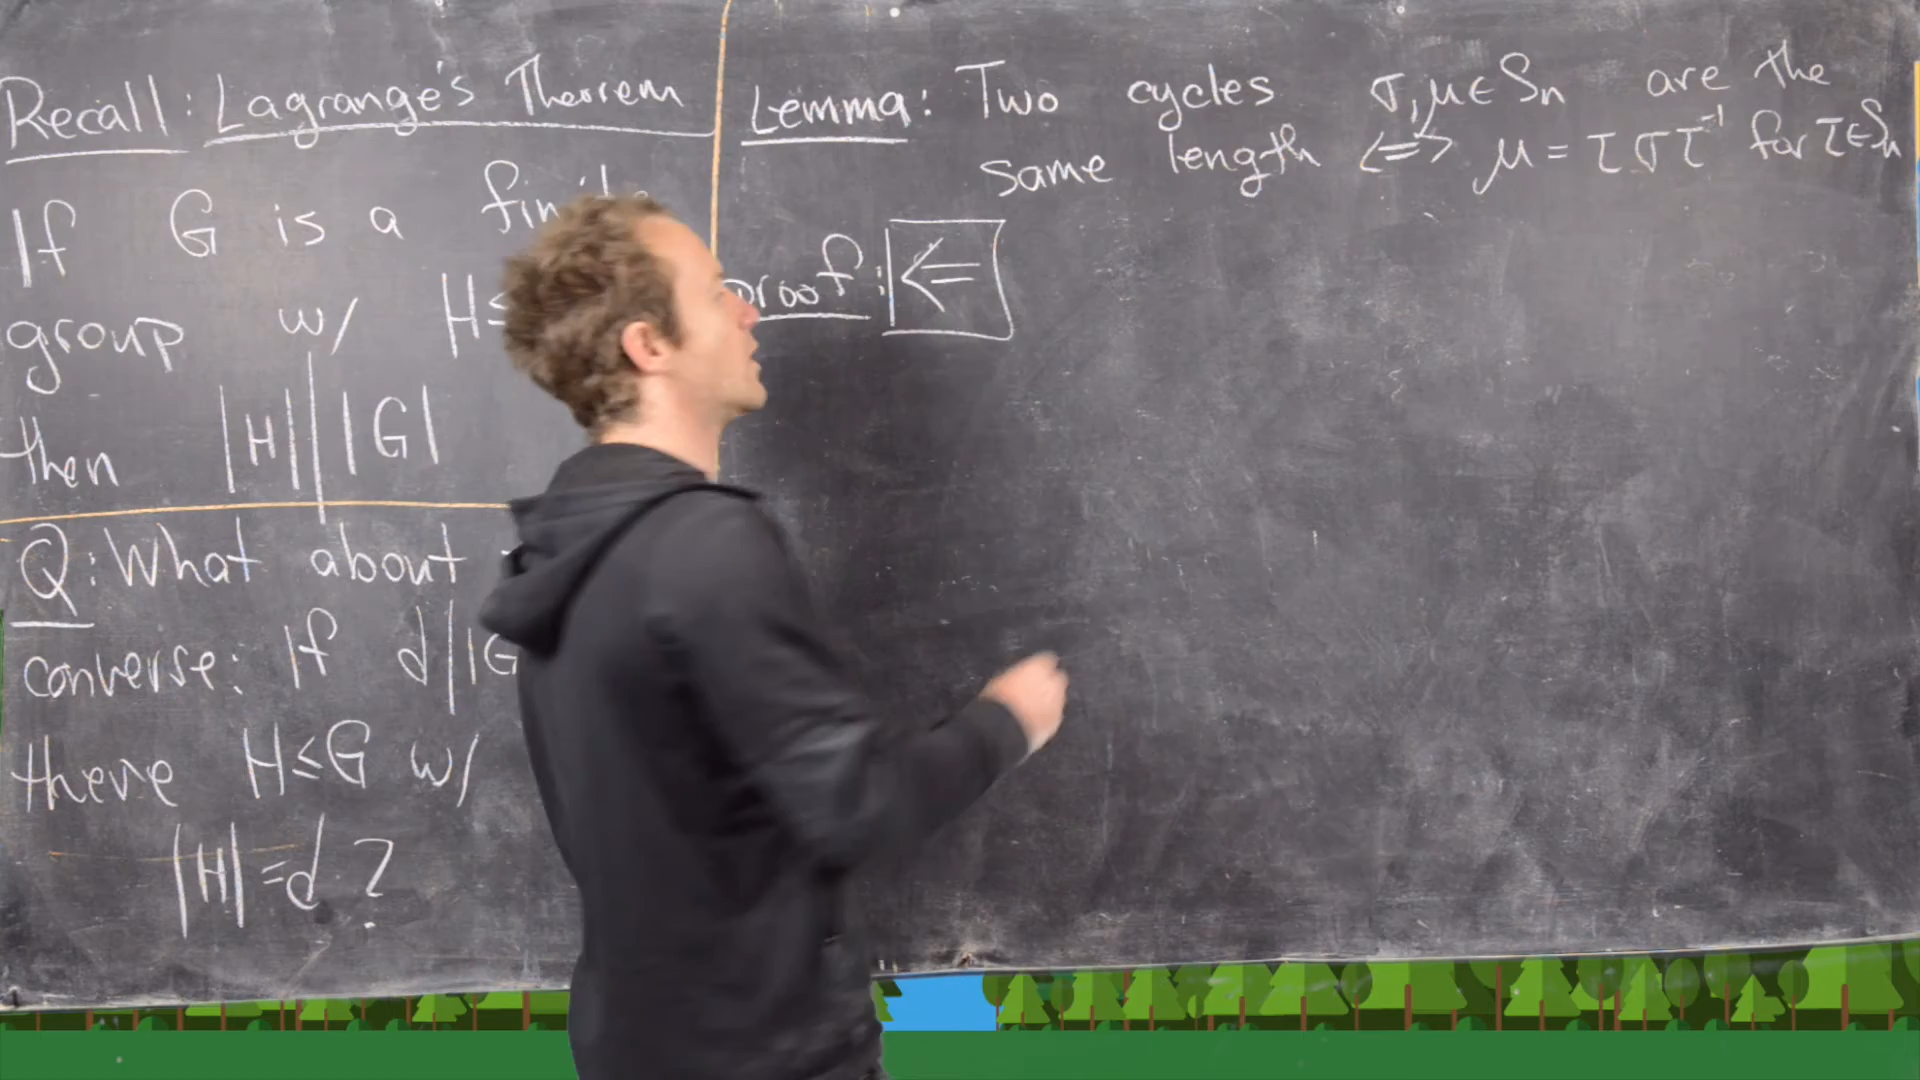 Recall: Lagrange's Theorem
If G is a
group w/
then |H| | |G|
Q: What about
converse: If d | |G
there H≤G w/
|H| = d ?
Lemma: Two cycles σ, μ ∈ Sₙ are the
same length ⇔ μ = τστ⁻¹ for τ∈Sₙ
proof: ⇐